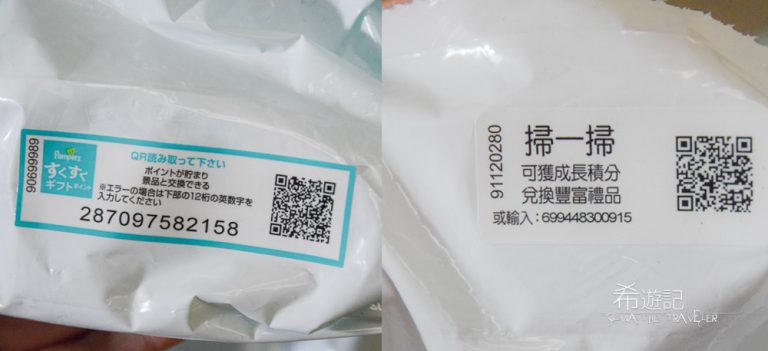 90699989
Pampers
すくすく
ギフトポイント
QR読み取って下さい
ポイントが貯まり
景品と交換できる
※エラーの場合は下部の12桁の英数字を
入力してください
287097582158
91120280
掃一掃
可獲成長積分
兌換豐富禮品
或輸入:699448300915
希遊記